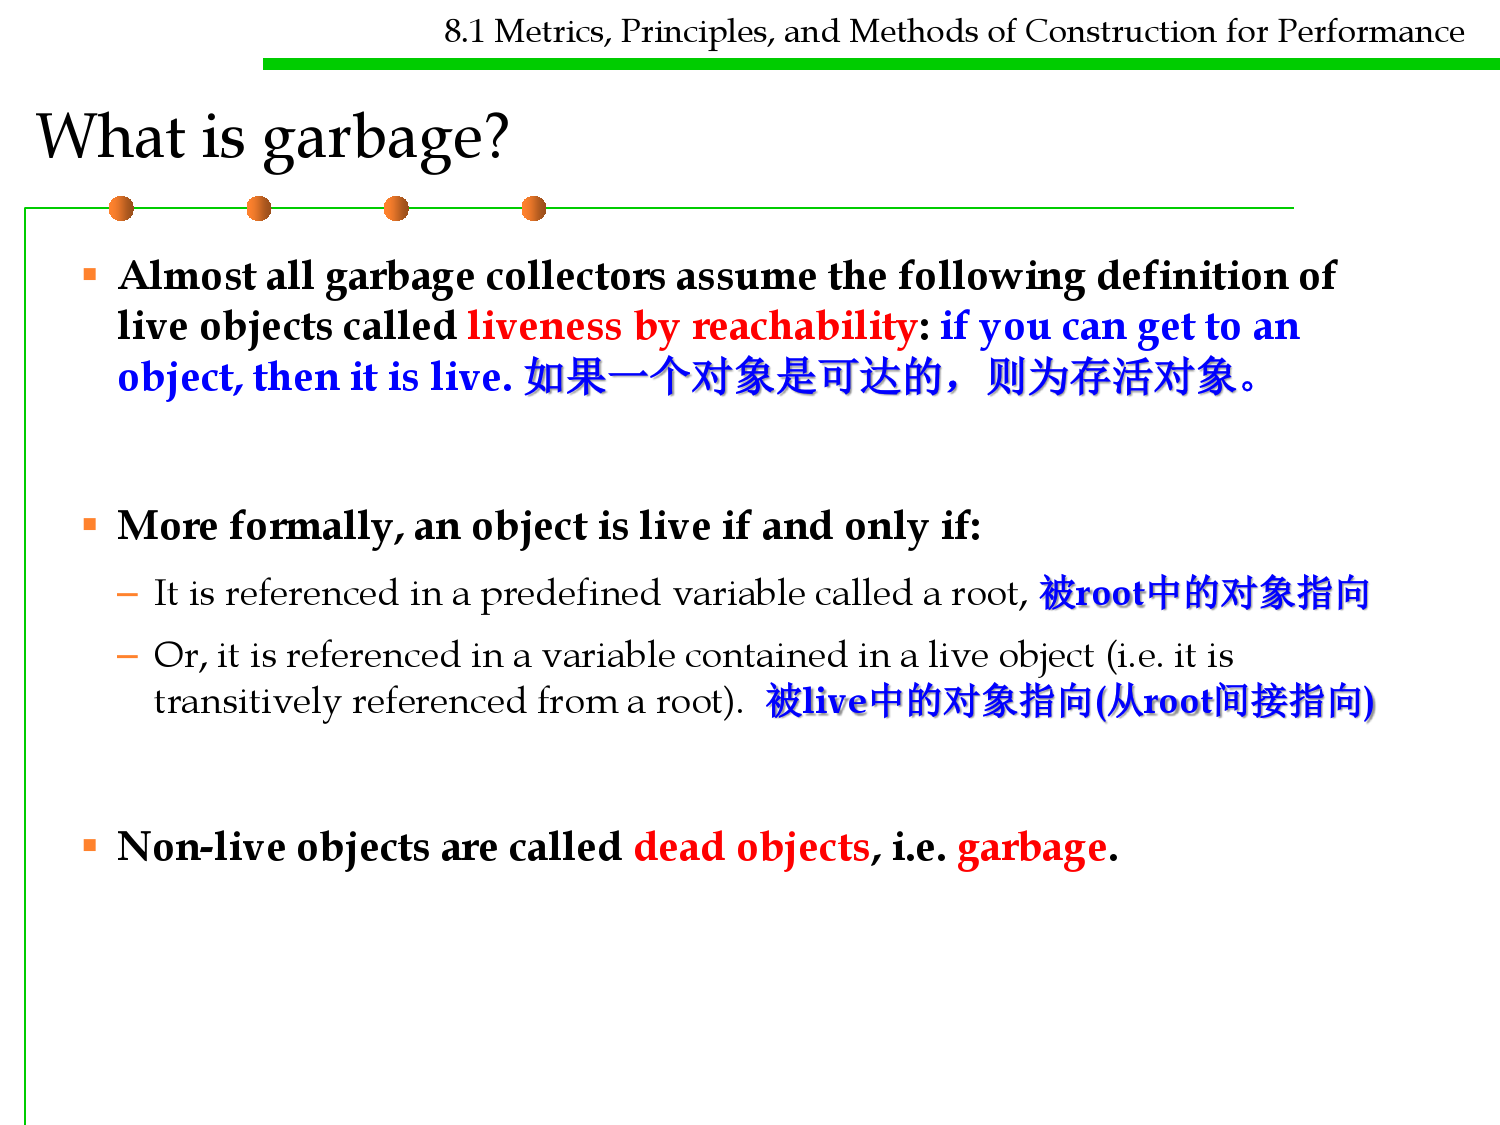 8.1 Metrics, Principles, and Methods of Construction for Performance
What is garbage?
▪ Almost all garbage collectors assume the following definition of
live objects called liveness by reachability: if you can get to an
object, then it is live. 如果一个对象是可达的，则为存活对象。
▪ More formally, an object is live if and only if:
– It is referenced in a predefined variable called a root, 被root中的对象指向
– Or, it is referenced in a variable contained in a live object (i.e. it is
transitively referenced from a root). 被live中的对象指向(从root间接指向)
▪ Non-live objects are called dead objects, i.e. garbage.